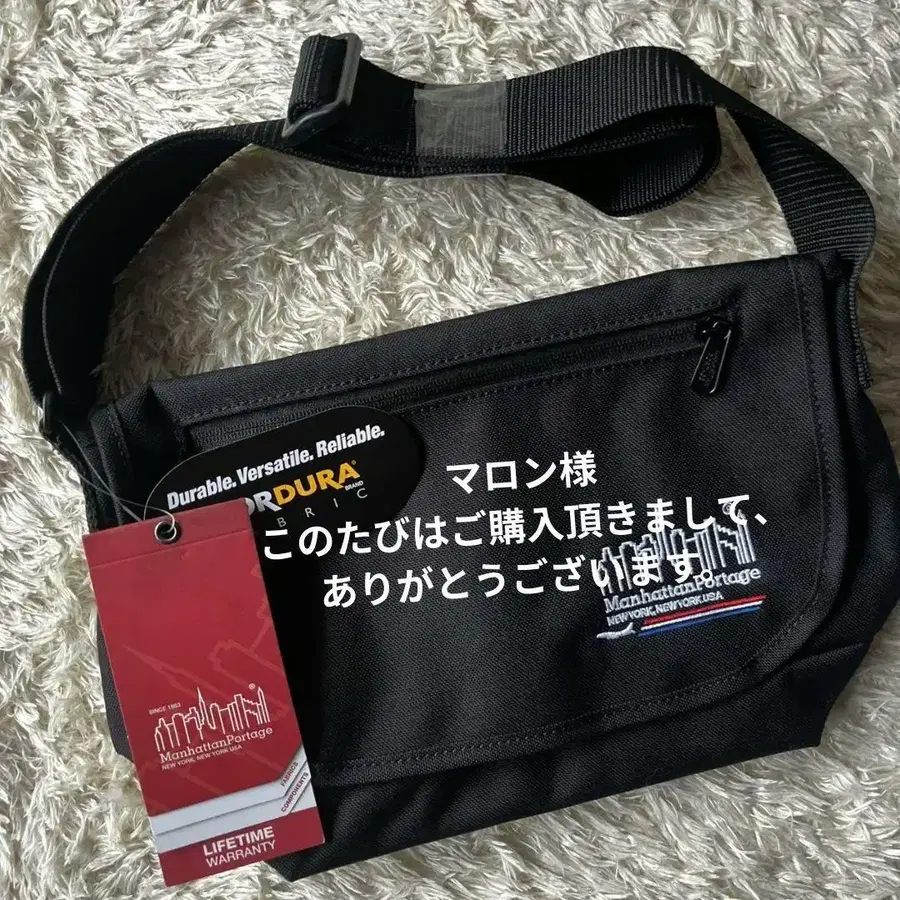 Durable. Versatile. Reliable.
CORDURA®
BRAND
FABRIC
マロン様
このたびはご購入頂きまして、
ありがとうございます。
ManhattanPortage
NEW YORK, NEW YORK USA
SINCE 1983
®
ManhattanPortage
NEW YORK, NEW YORK USA
FABRICS
COMPONENTS
LIFETIME
WARRANTY